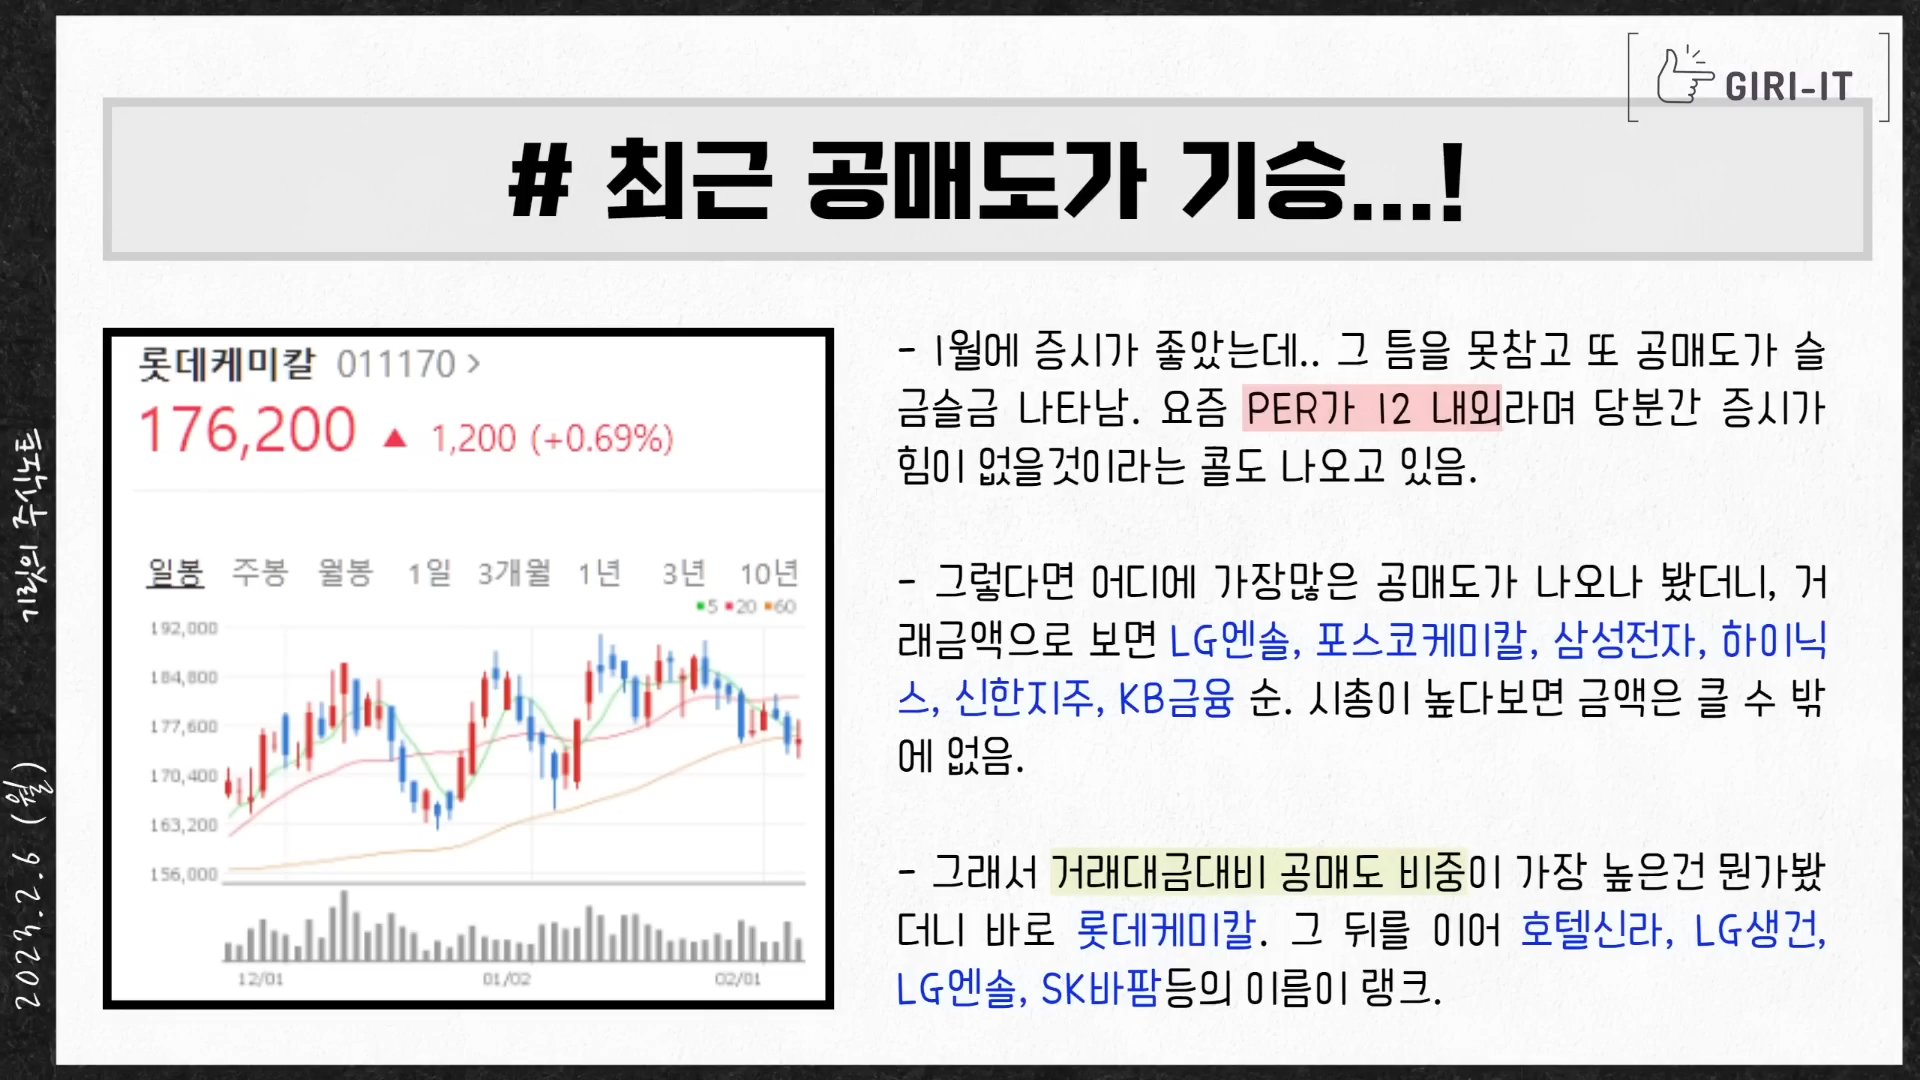 GIRI-IT
# 최근 공매도가 기승...!
롯데케미칼 011170 >
176,200 ▲ 1,200 (+0.69%)
일봉 주봉 월봉 1일 3개월 1년 3년 10년
5 20 60
192,000
184,800
177,600
170,400
163,200
156,000
12/01 01/02 02/01
- 1월에 증시가 좋았는데.. 그 틈을 못참고 또 공매도가 슬
금슬금 나타남. 요즘 PER가 12 내외라며 당분간 증시가
힘이 없을것이라는 콜도 나오고 있음.
- 그렇다면 어디에 가장많은 공매도가 나오나 봤더니, 거
래금액으로 보면 LG엔솔, 포스코케미칼, 삼성전자, 하이닉
스, 신한지주, KB금융 순. 시총이 높다보면 금액은 클 수 밖
에 없음.
- 그래서 거래대금대비 공매도 비중이 가장 높은건 뭔가봤
더니 바로 롯데케미칼. 그 뒤를 이어 호텔신라, LG생건,
LG엔솔, SK바팜등의 이름이 랭크.
2023.2.6 (월) 기릿의 주식노트